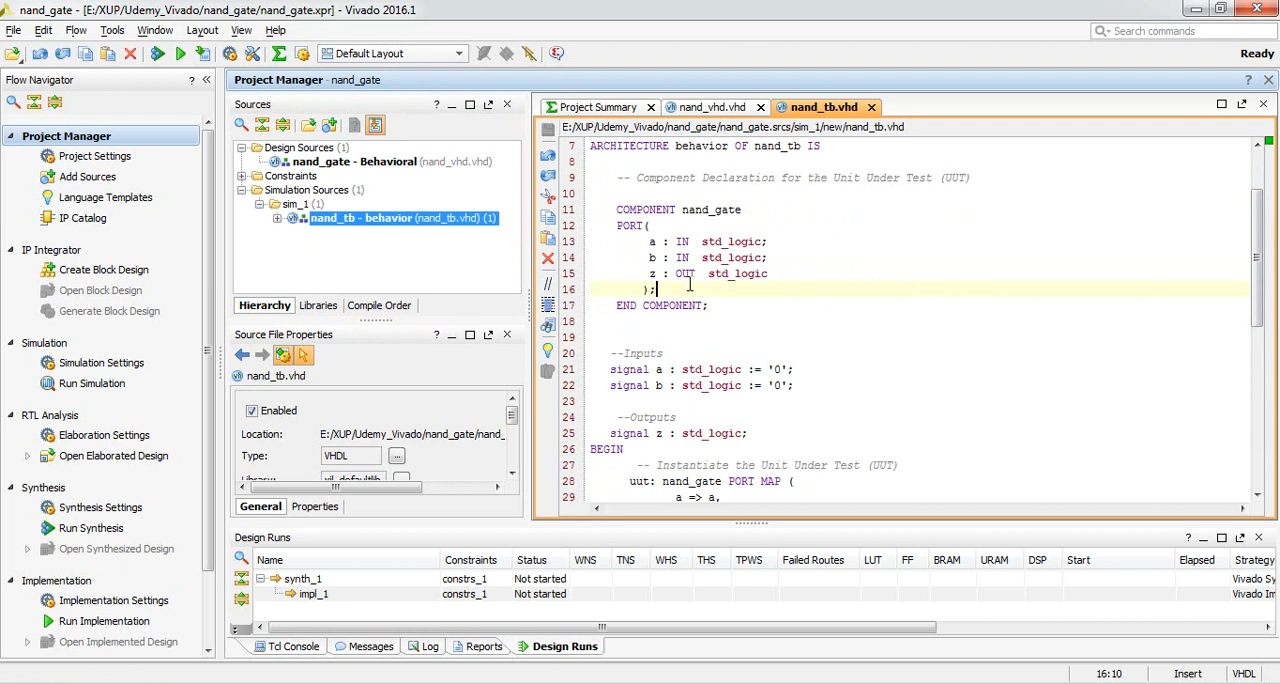 nand_gate - [E:/XUP/Udemy_Vivado/nand_gate/nand_gate.xpr] - Vivado 2016.1
File Edit Flow Tools Window Layout View Help
Search commands
Default Layout
Ready
Flow Navigator ? «
Project Manager
Project Settings
Add Sources
Language Templates
IP Catalog
IP Integrator
Create Block Design
Open Block Design
Generate Block Design
Simulation
Simulation Settings
Run Simulation
RTL Analysis
Elaboration Settings
Open Elaborated Design
Synthesis
Synthesis Settings
Run Synthesis
Open Synthesized Design
Implementation
Implementation Settings
Run Implementation
Open Implemented Design
Project Manager - nand_gate
Sources
Design Sources (1)
nand_gate - Behavioral (nand_vhd.vhd)
Constraints
Simulation Sources (1)
sim_1 (1)
nand_tb - behavior (nand_tb.vhd) (1)
Hierarchy Libraries Compile Order
Source File Properties
nand_tb.vhd
Enabled
Location: E:/XUP/Udemy_Vivado/nand_gate/nand_
Type: VHDL ...
Library: xil_defaultlib
General Properties
Project Summary nand_vhd.vhd nand_tb.vhd
E:/XUP/Udemy_Vivado/nand_gate/nand_gate.srcs/sim_1/new/nand_tb.vhd
7 ARCHITECTURE behavior OF nand_tb IS
8
9 -- Component Declaration for the Unit Under Test (UUT)
10
11 COMPONENT nand_gate
12 PORT(
13 a : IN std_logic;
14 b : IN std_logic;
15 z : OUT std_logic
16 );
17 END COMPONENT;
18
19
20 --Inputs
21 signal a : std_logic := '0';
22 signal b : std_logic := '0';
23
24 --Outputs
25 signal z : std_logic;
26 BEGIN
27 -- Instantiate the Unit Under Test (UUT)
28 uut: nand_gate PORT MAP (
29 a => a,
Design Runs
Name Constraints Status WNS TNS WHS THS TPWS Failed Routes LUT FF BRAM URAM DSP Start Elapsed Strategy
synth_1 constrs_1 Not started Vivado Sy
impl_1 constrs_1 Not started Vivado Im
Tcl Console Messages Log Reports Design Runs
16:10 Insert VHDL